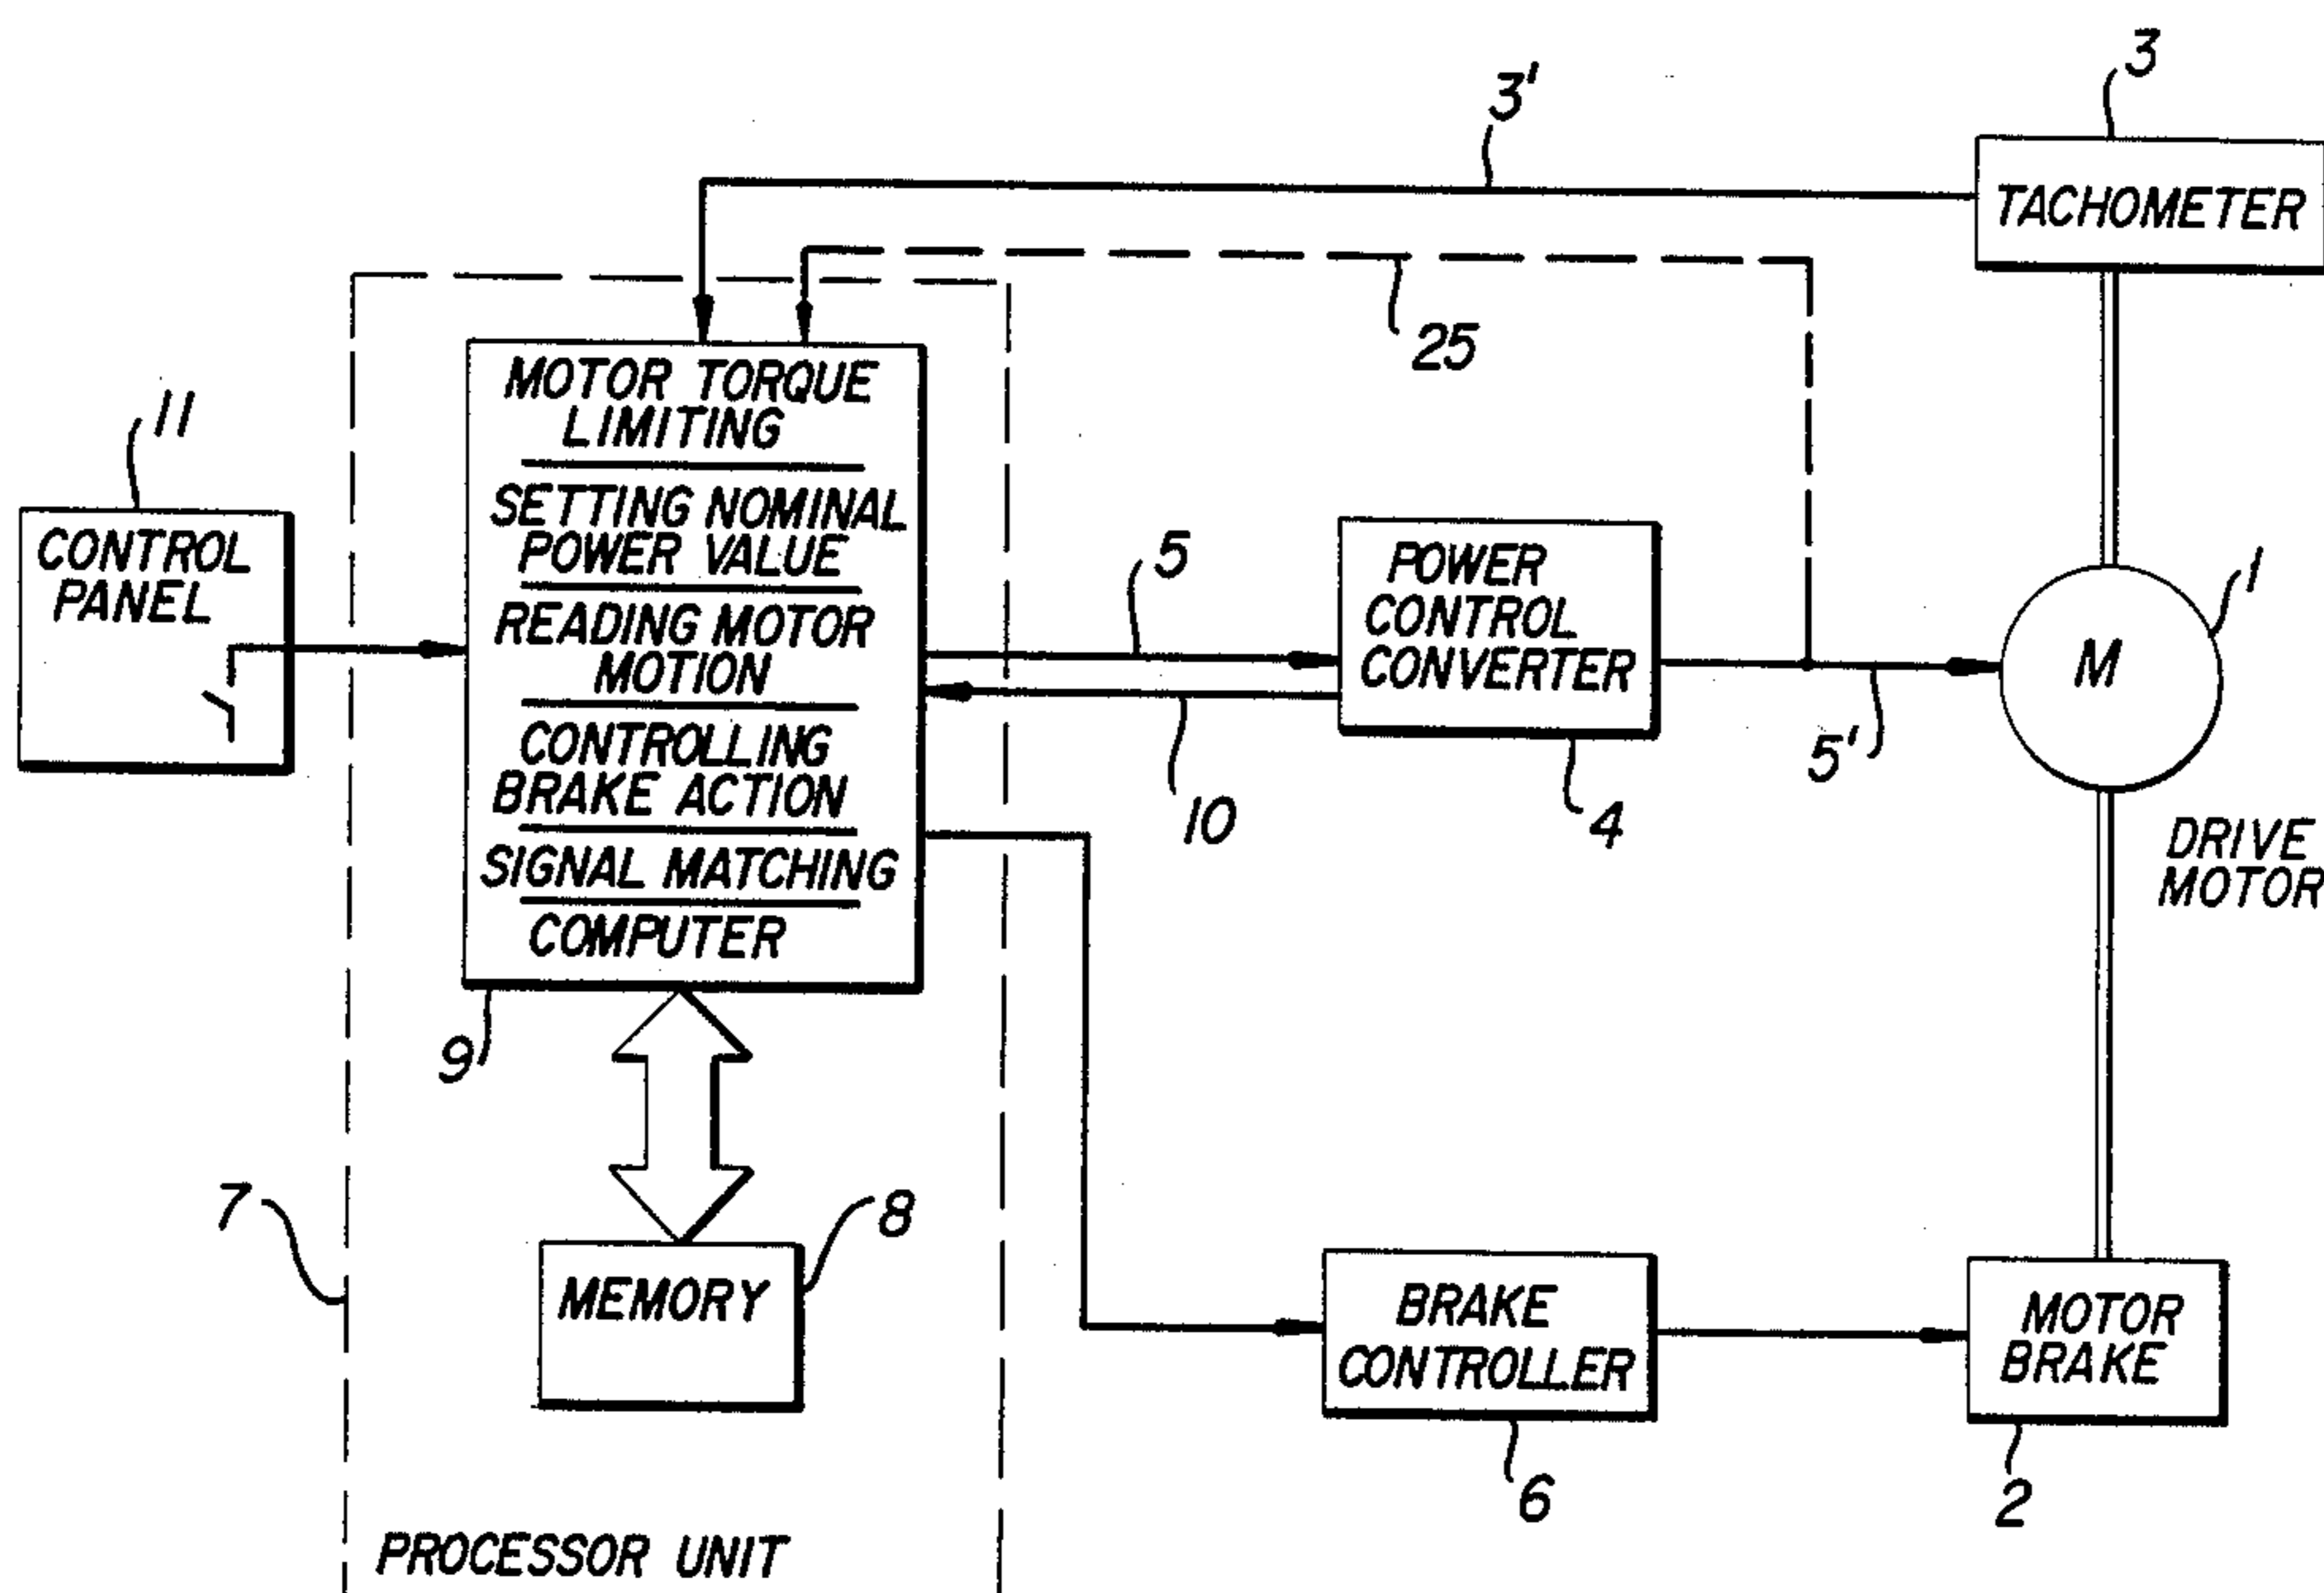 3
3'
TACHOMETER
25
11
CONTROL
PANEL
MOTOR TORQUE
LIMITING
SETTING NOMINAL
POWER VALUE
READING MOTOR
MOTION
CONTROLLING
BRAKE ACTION
SIGNAL MATCHING
COMPUTER
9
5
10
POWER
CONTROL
CONVERTER
4
5'
1
M
DRIVE
MOTOR
7
8
MEMORY
BRAKE
CONTROLLER
6
MOTOR
BRAKE
2
PROCESSOR UNIT